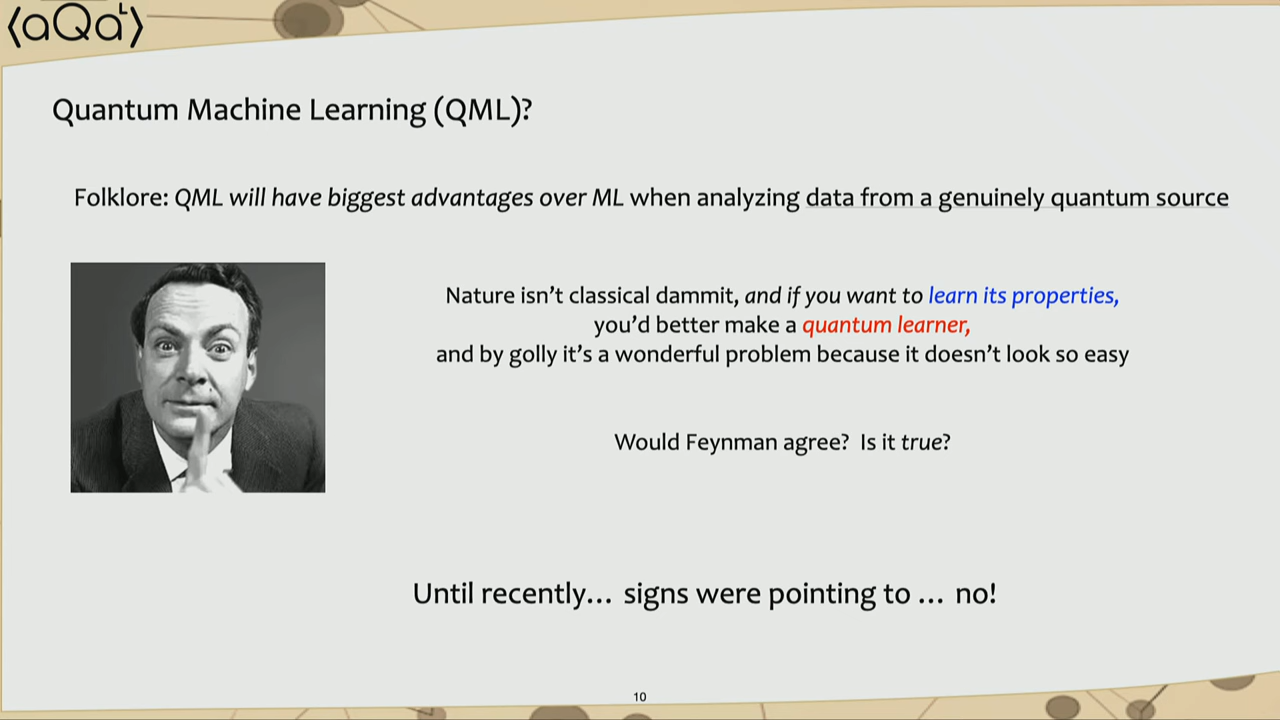 ⟨aQaᴸ⟩
Quantum Machine Learning (QML)?
Folklore: QML will have biggest advantages over ML when analyzing data from a genuinely quantum source
Nature isn't classical dammit, and if you want to learn its properties,
you'd better make a quantum learner,
and by golly it's a wonderful problem because it doesn't look so easy
Would Feynman agree? Is it true?
Until recently… signs were pointing to … no!
10